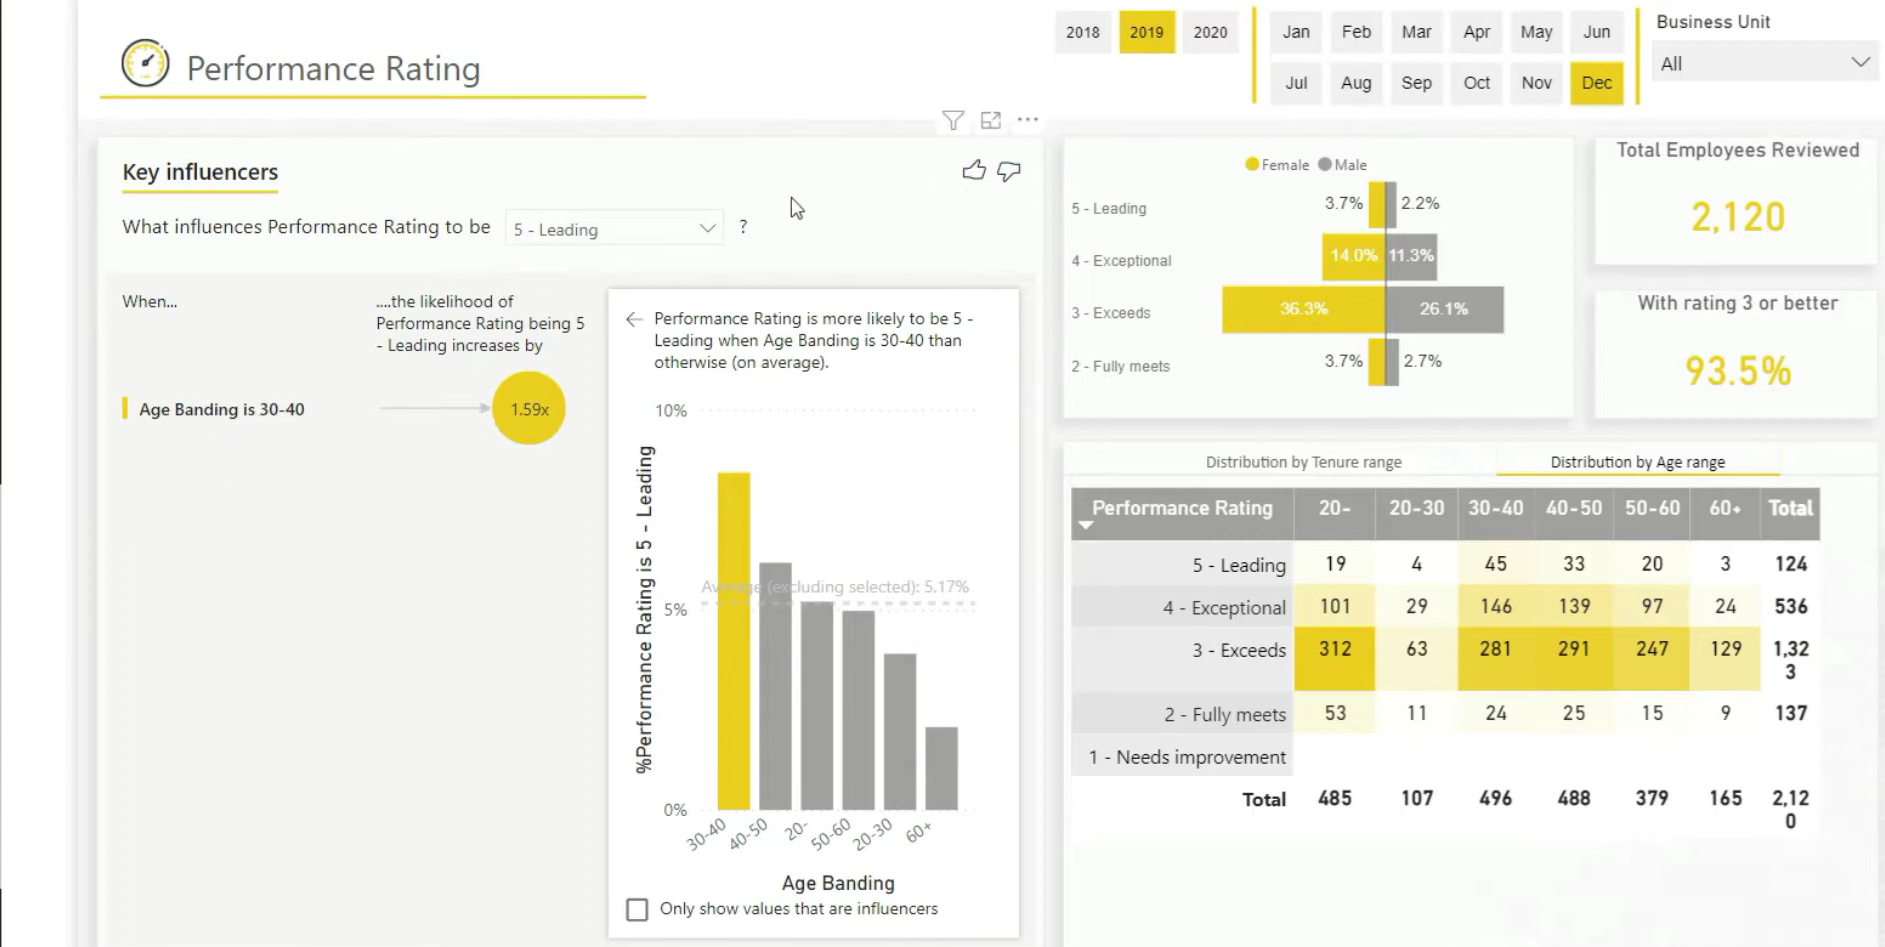 Performance Rating
2018 2019 2020
Jan Feb Mar Apr May Jun
Jul Aug Sep Oct Nov Dec
Business Unit
All
Key influencers
What influences Performance Rating to be 5 - Leading ?
When...
....the likelihood of
Performance Rating being 5
- Leading increases by
Age Banding is 30-40
1.59x
Performance Rating is more likely to be 5 -
Leading when Age Banding is 30-40 than
otherwise (on average).
%Performance Rating is 5 - Leading
10%
Average (excluding selected): 5.17%
5%
0%
30-40 40-50 20- 50-60 20-30 60+
Age Banding
Only show values that are influencers
Female Male
5 - Leading 3.7% 2.2%
4 - Exceptional 14.0% 11.3%
3 - Exceeds 36.3% 26.1%
2 - Fully meets 3.7% 2.7%
Total Employees Reviewed
2,120
With rating 3 or better
93.5%
Distribution by Tenure range Distribution by Age range
Performance Rating 20- 20-30 30-40 40-50 50-60 60+ Total
5 - Leading 19 4 45 33 20 3 124
4 - Exceptional 101 29 146 139 97 24 536
3 - Exceeds 312 63 281 291 247 129 1,32
3
2 - Fully meets 53 11 24 25 15 9 137
1 - Needs improvement
Total 485 107 496 488 379 165 2,12
0